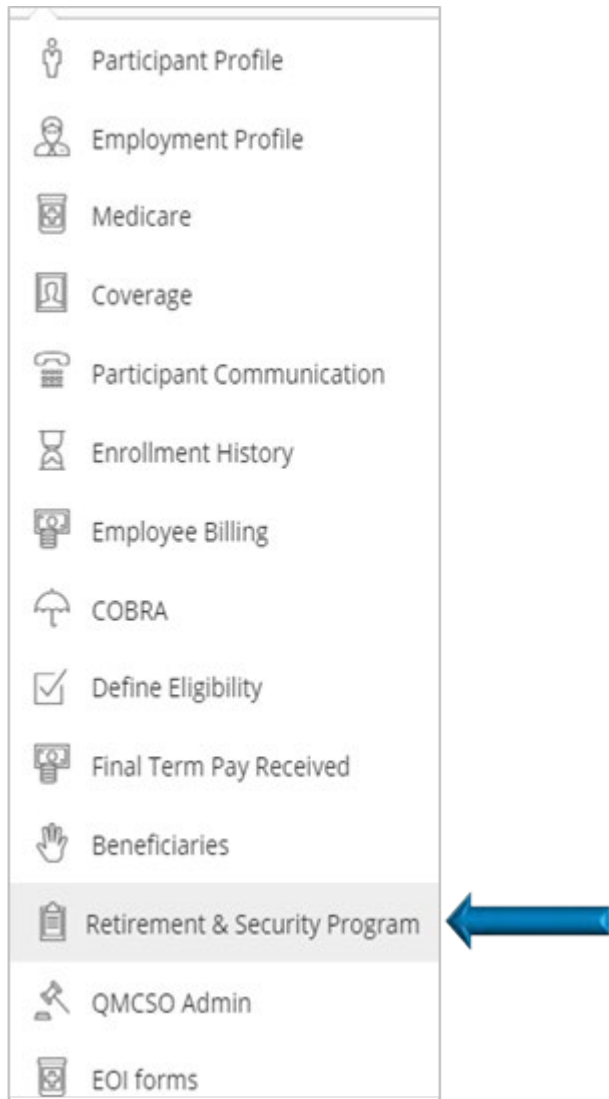 Participant Profile
Employment Profile
Medicare
Coverage
Participant Communication
Enrollment History
Employee Billing
COBRA
Define Eligibility
Final Term Pay Received
Beneficiaries
Retirement & Security Program
QMCSO Admin
EOI forms